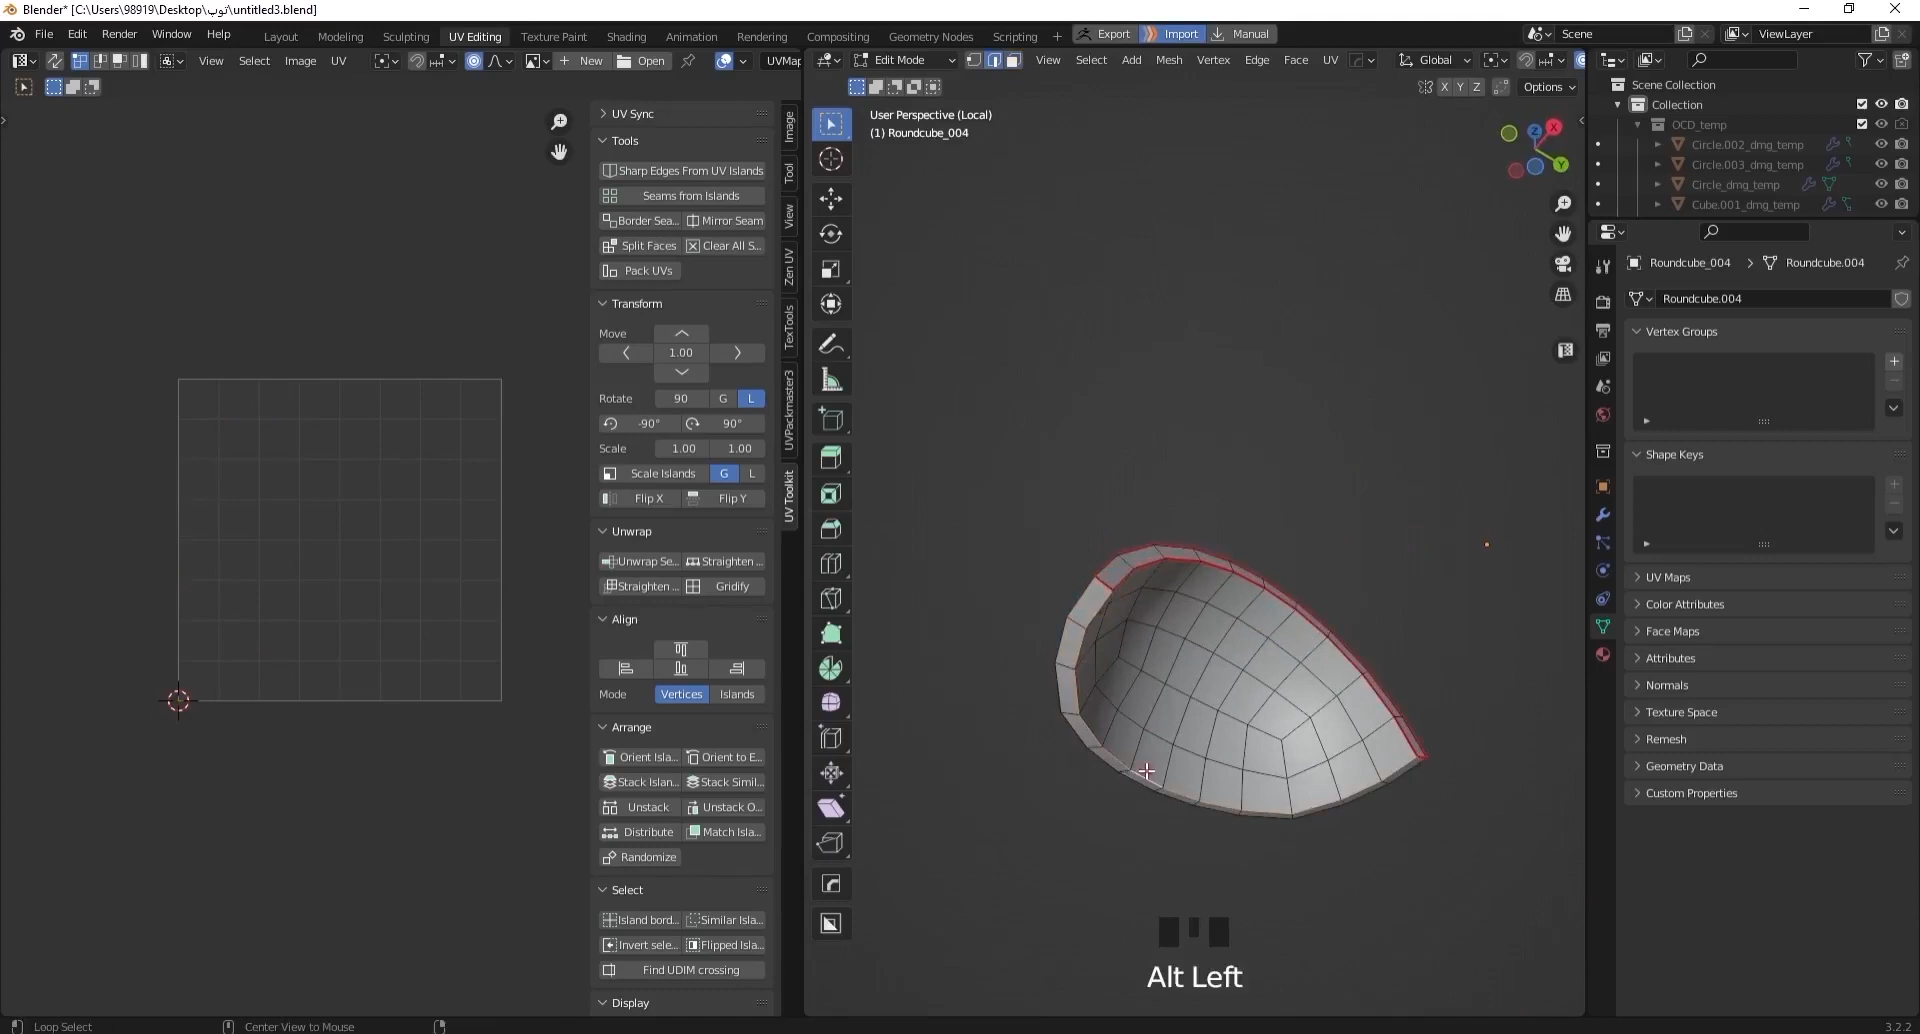 Blender* [C:\Users\98919\Desktop\توپ\untitled3.blend]
File Edit Render Window Help Layout Modeling Sculpting UV Editing Texture Paint Shading Animation Rendering Compositing Geometry Nodes Scripting + Export Import Manual Scene ViewLayer
View Select Image UV New Open UVMap Edit Mode View Select Add Mesh Vertex Edge Face UV Global
X Y Z Options
User Perspective (Local)
(1) Roundcube_004
UV Sync
Tools
Sharp Edges From UV Islands
Seams from Islands
Border Sea... Mirror Seam
Split Faces Clear All S...
Pack UVs
Transform
Move
1.00
Rotate 90 G L
-90° 90°
Scale 1.00 1.00
Scale Islands G L
Flip X Flip Y
Unwrap
Unwrap Se... Straighten ...
Straighten ... Gridify
Align
Mode Vertices Islands
Arrange
Orient Isla... Orient to E...
Stack Islan... Stack Simil...
Unstack Unstack O...
Distribute Match Isla...
Randomize
Select
Island bord... Similar Isla...
Invert sele... Flipped Isla...
Find UDIM crossing
Display
Image
Tool
View
Zen UV
TexTools
UVPackmaster3
UV Toolkit
X
Y
Z
Alt Left
Scene Collection
Collection
OCD_temp
Circle.002_dmg_temp
Circle.003_dmg_temp
Circle_dmg_temp
Cube.001_dmg_temp
Roundcube_004 > Roundcube.004
Roundcube.004
Vertex Groups
Shape Keys
UV Maps
Color Attributes
Face Maps
Attributes
Normals
Texture Space
Remesh
Geometry Data
Custom Properties
Loop Select Center View to Mouse 3.2.2